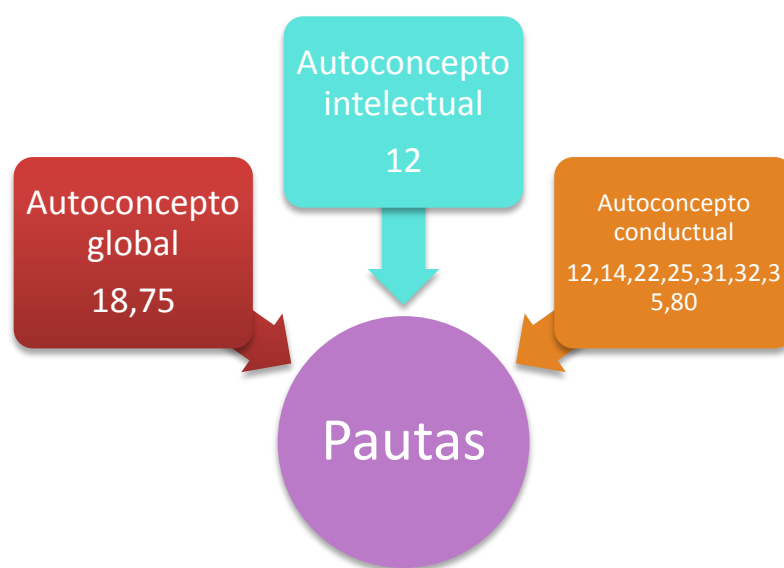 Autoconcepto
global
18,75
Autoconcepto
intelectual
12
Autoconcepto
conductual
12,14,22,25,31,32,3
5,80
Pautas